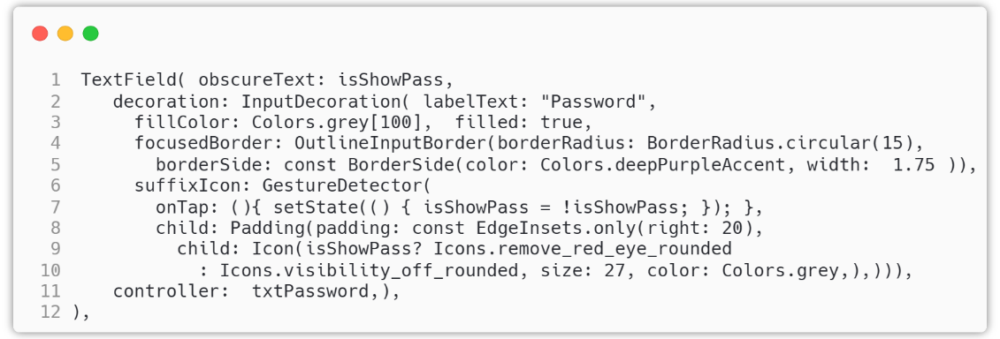 1 TextField( obscureText: isShowPass,
2 decoration: InputDecoration( labelText: "Password",
3 fillColor: Colors.grey[100],  filled: true,
4 focusedBorder: OutlineInputBorder(borderRadius: BorderRadius.circular(15),
5 borderSide: const BorderSide(color: Colors.deepPurpleAccent, width:  1.75 )),
6 suffixIcon: GestureDetector(
7 onTap: (){ setState(() { isShowPass = !isShowPass; }); },
8 child: Padding(padding: const EdgeInsets.only(right: 20),
9 child: Icon(isShowPass? Icons.remove_red_eye_rounded
10 : Icons.visibility_off_rounded, size: 27, color: Colors.grey,),))),
11 controller:  txtPassword,),
12 ),